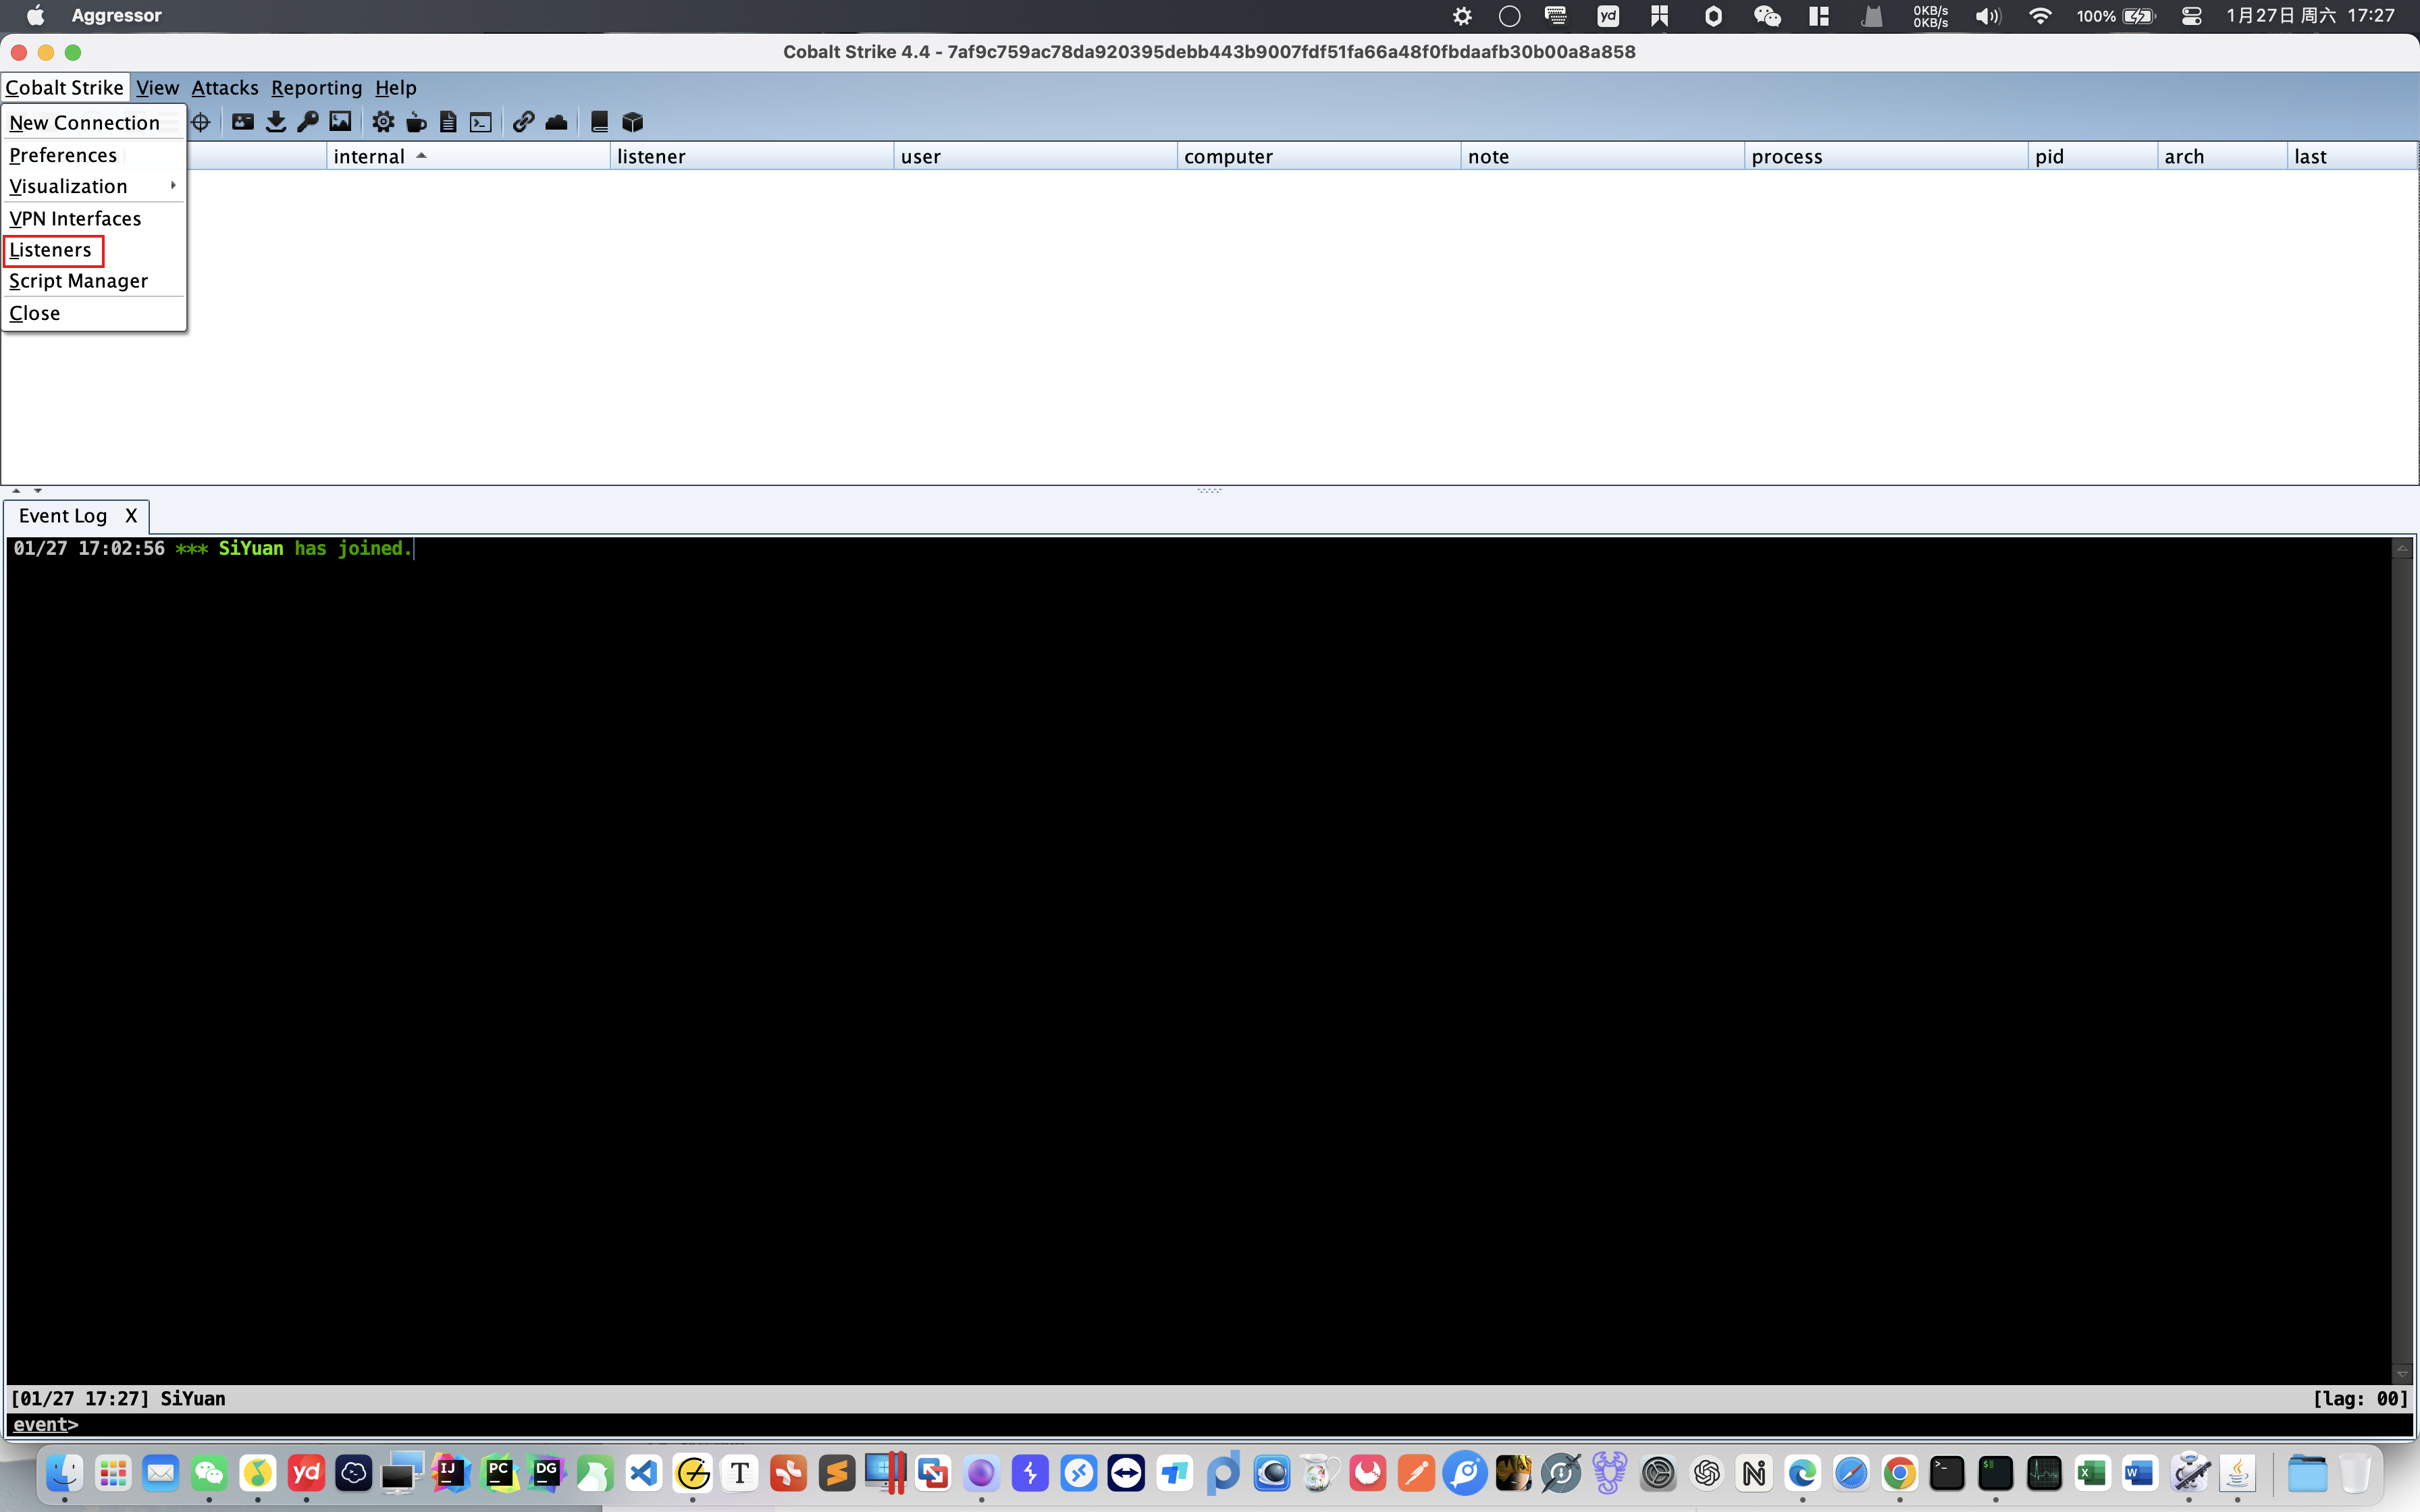 Aggressor
yd
0KB/s
0KB/s
100%
1月27日 周六 17:27
Cobalt Strike 4.4 - 7af9c759ac78da920395debb443b9007fdf51fa66a48f0fbdaafb30b00a8a858
Cobalt Strike View Attacks Reporting Help
New Connection
Preferences
Visualization
VPN Interfaces
Listeners
Script Manager
Close
internal listener user computer note process pid arch last
Event Log X
01/27 17:02:56 *** SiYuan has joined.
[01/27 17:27] SiYuan [lag: 00]
event>
yd IJ PC DG T